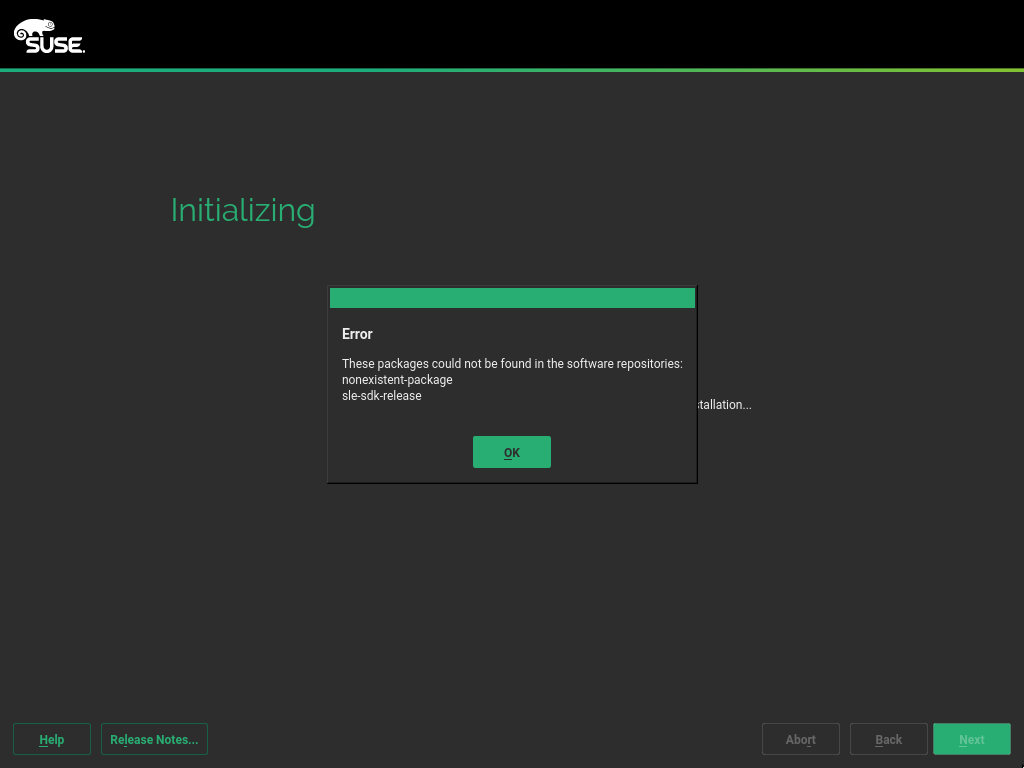 SUSE.
Initializing
Error
These packages could not be found in the software repositories:
nonexistent-package
sle-sdk-release
stallation...
OK
Help
Release Notes...
Abort
Back
Next